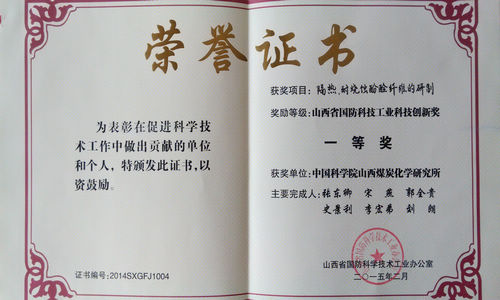 荣誉证书
为表彰在促进科学技
术工作中做出贡献的单位
和个人，特颁发此证书，以
资鼓励。
证书编号:2014SXGFJ1004
获奖项目: 隔热、耐烧蚀酚醛纤维的研制
奖励等级: 山西省国防科技工业科技创新奖
一等奖
获奖单位: 中国科学院山西煤炭化学研究所
主要完成人: 张东卿 宋燕 郭全贵
史景利 李宏弟 刘朗
山西省国防科学技术工业办公室
二〇一五年二月